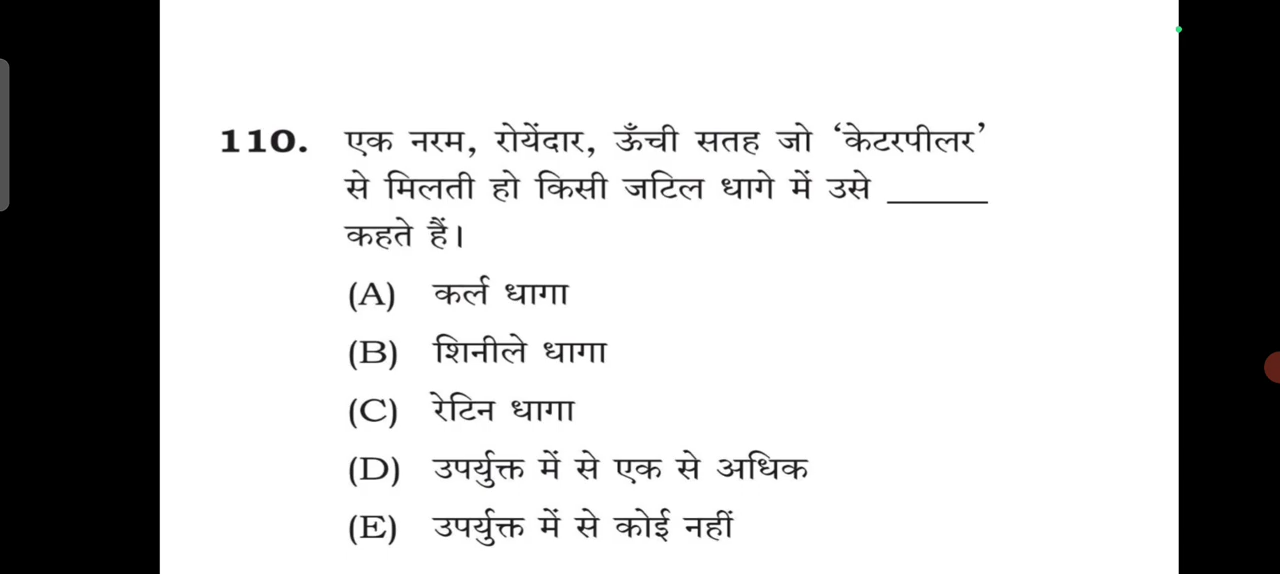 110. एक नरम, रोयेंदार, ऊँची सतह जो ‘केटरपीलर’
से मिलती हो किसी जटिल धागे में उसे ______
कहते हैं।
(A) कर्ल धागा
(B) शिनीले धागा
(C) रेटिन धागा
(D) उपर्युक्त में से एक से अधिक
(E) उपर्युक्त में से कोई नहीं